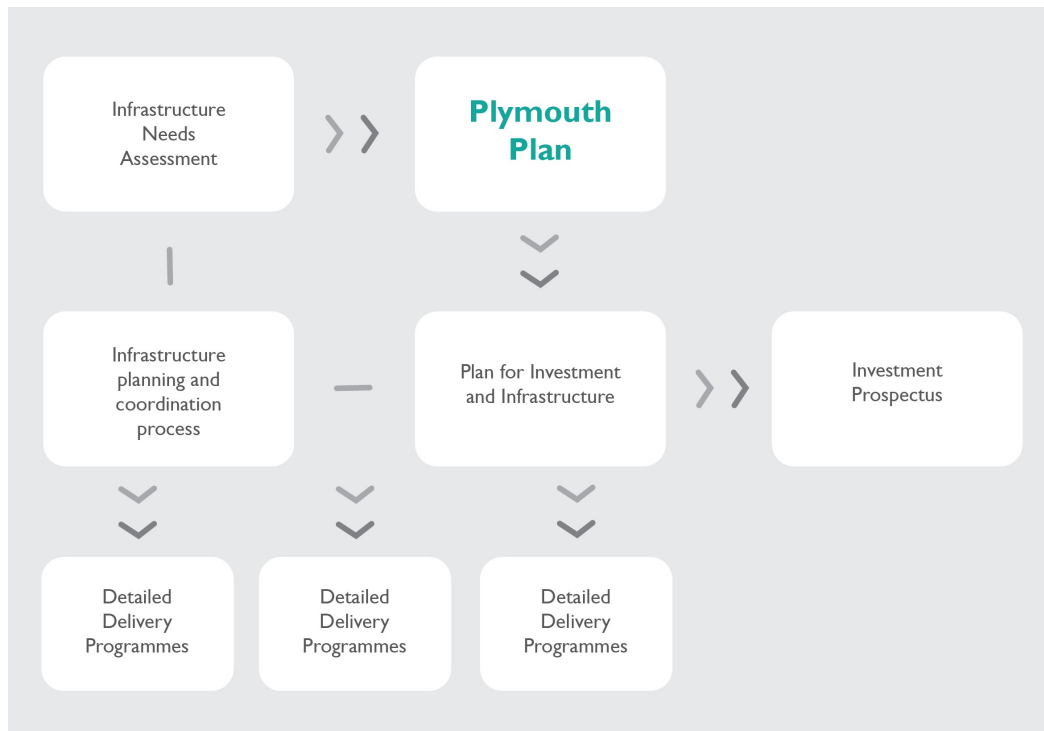 Infrastructure
Needs
Assessment
Plymouth
Plan
Infrastructure
planning and
coordination
process
Plan for Investment
and Infrastructure
Investment
Prospectus
Detailed
Delivery
Programmes
Detailed
Delivery
Programmes
Detailed
Delivery
Programmes